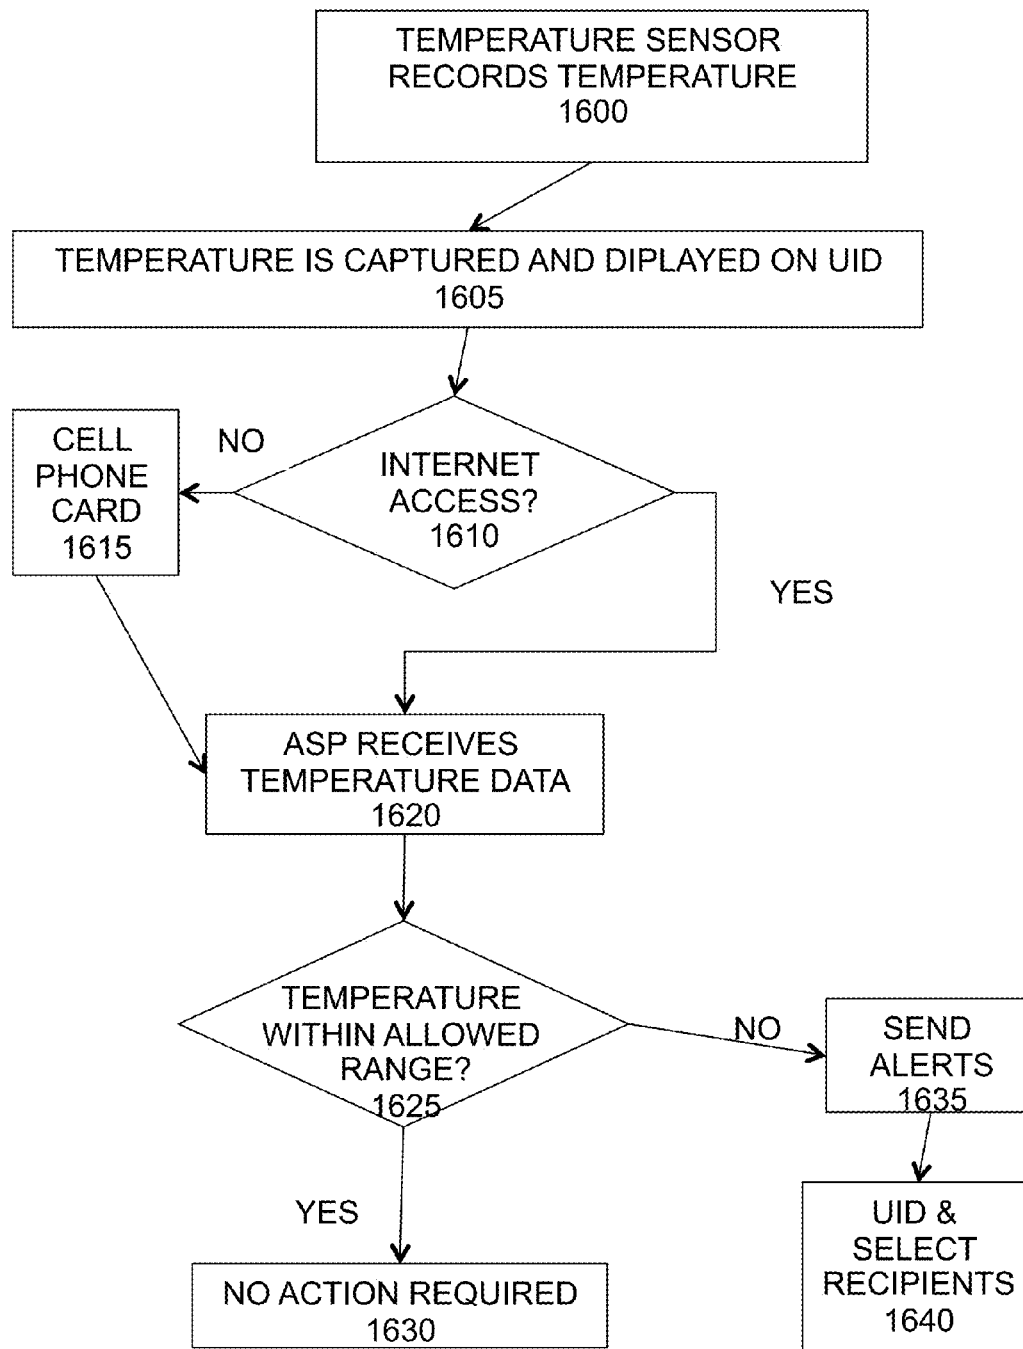 TEMPERATURE SENSOR
RECORDS TEMPERATURE
1600
TEMPERATURE IS CAPTURED AND DIPLAYED ON UID
1605
CELL
PHONE
CARD
1615
NO
INTERNET
ACCESS?
1610
YES
ASP RECEIVES
TEMPERATURE DATA
1620
TEMPERATURE
WITHIN ALLOWED
RANGE?
1625
NO
SEND
ALERTS
1635
YES
UID &
SELECT
RECIPIENTS
1640
NO ACTION REQUIRED
1630